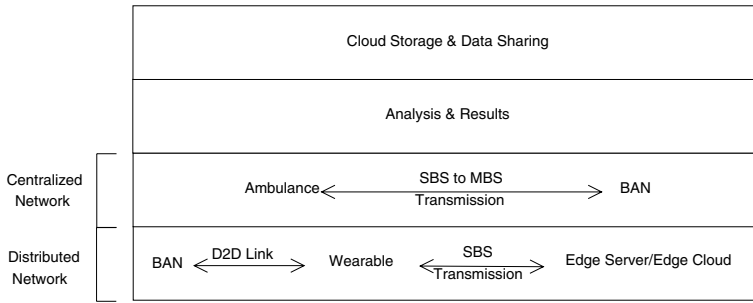 Cloud Storage & Data Sharing
Analysis & Results
Centralized
Network
Ambulance
SBS to MBS
Transmission
BAN
Distributed
Network
BAN
D2D Link
Wearable
SBS
Transmission
Edge Server/Edge Cloud